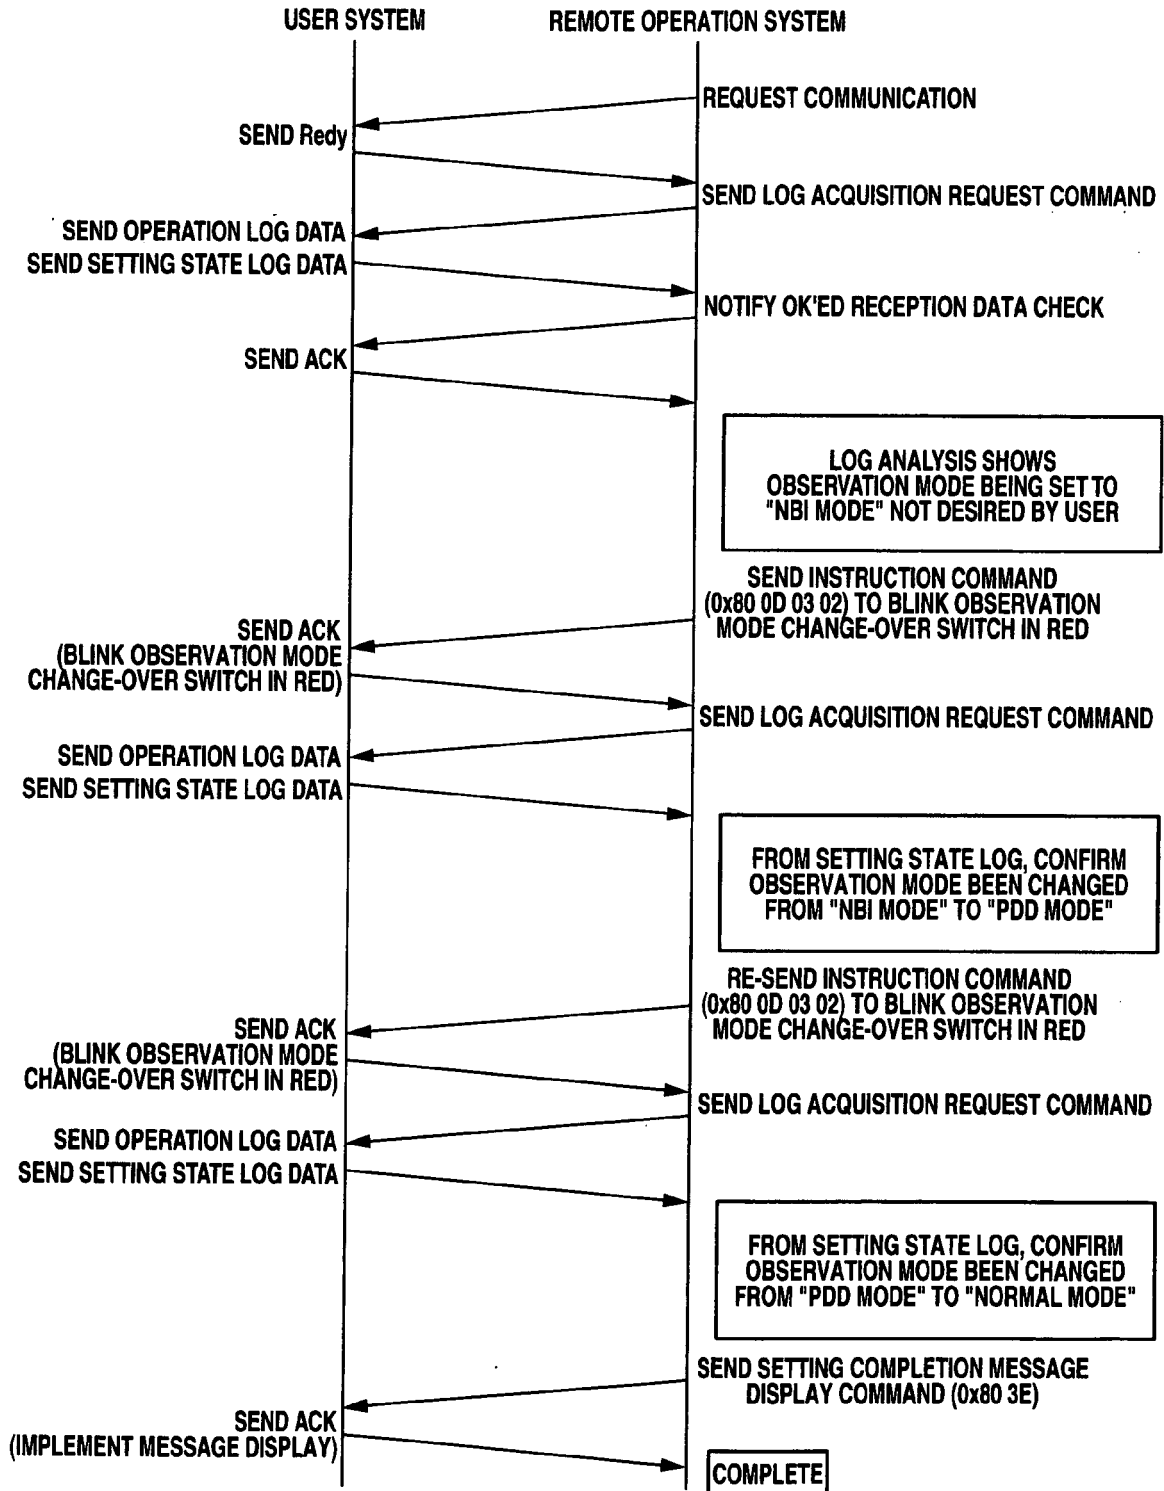 USER SYSTEM
REMOTE OPERATION SYSTEM
REQUEST COMMUNICATION
SEND Redy
SEND LOG ACQUISITION REQUEST COMMAND
SEND OPERATION LOG DATA
SEND SETTING STATE LOG DATA
NOTIFY OK'ED RECEPTION DATA CHECK
SEND ACK
LOG ANALYSIS SHOWS
OBSERVATION MODE BEING SET TO
"NBI MODE" NOT DESIRED BY USER
SEND INSTRUCTION COMMAND
(0x80 0D 03 02) TO BLINK OBSERVATION
MODE CHANGE-OVER SWITCH IN RED
SEND ACK
(BLINK OBSERVATION MODE
CHANGE-OVER SWITCH IN RED)
SEND LOG ACQUISITION REQUEST COMMAND
SEND OPERATION LOG DATA
SEND SETTING STATE LOG DATA
FROM SETTING STATE LOG, CONFIRM
OBSERVATION MODE BEEN CHANGED
FROM "NBI MODE" TO "PDD MODE"
RE-SEND INSTRUCTION COMMAND
(0x80 0D 03 02) TO BLINK OBSERVATION
MODE CHANGE-OVER SWITCH IN RED
SEND ACK
(BLINK OBSERVATION MODE
CHANGE-OVER SWITCH IN RED)
SEND LOG ACQUISITION REQUEST COMMAND
SEND OPERATION LOG DATA
SEND SETTING STATE LOG DATA
FROM SETTING STATE LOG, CONFIRM
OBSERVATION MODE BEEN CHANGED
FROM "PDD MODE" TO "NORMAL MODE"
SEND SETTING COMPLETION MESSAGE
DISPLAY COMMAND (0x80 3E)
SEND ACK
(IMPLEMENT MESSAGE DISPLAY)
COMPLETE